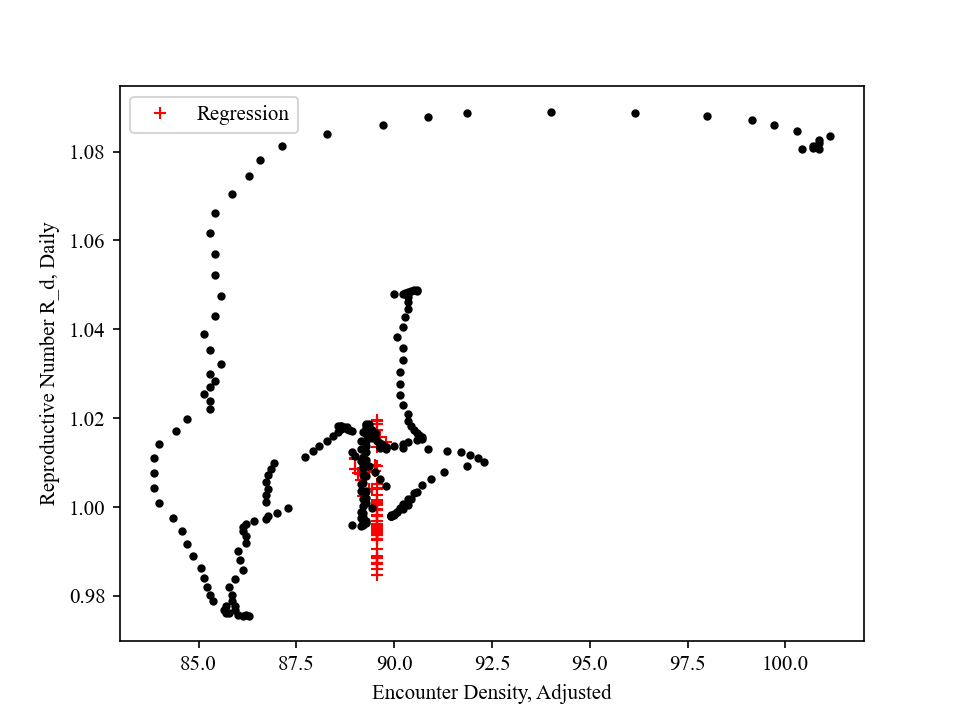 Regression
1.08
1.06
1.04
1.02
1.00
0.98
Reproductive Number R_d, Daily
85.0 87.5 90.0 92.5 95.0 97.5 100.0
Encounter Density, Adjusted